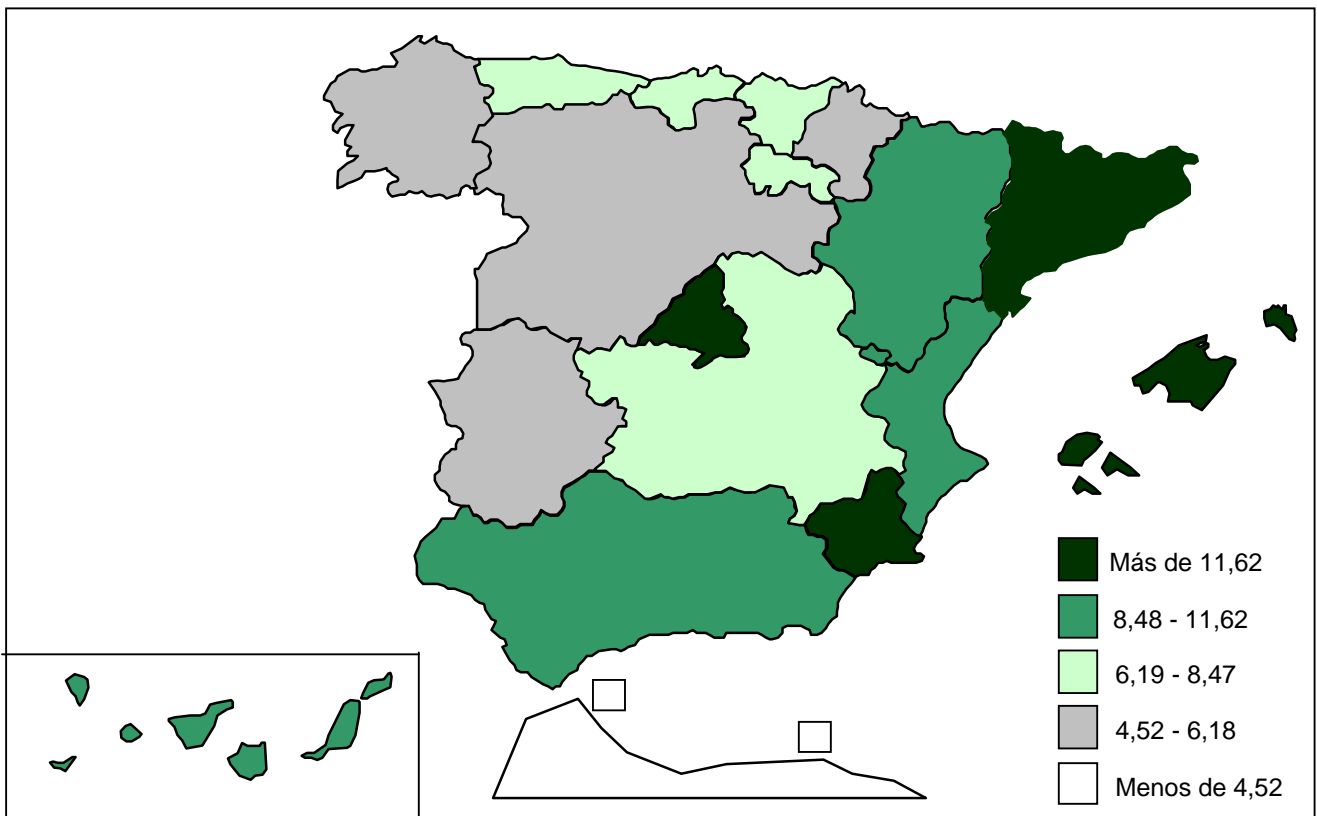 Más de 11,62
8,48 - 11,62
6,19 - 8,47
4,52 - 6,18
Menos de 4,52